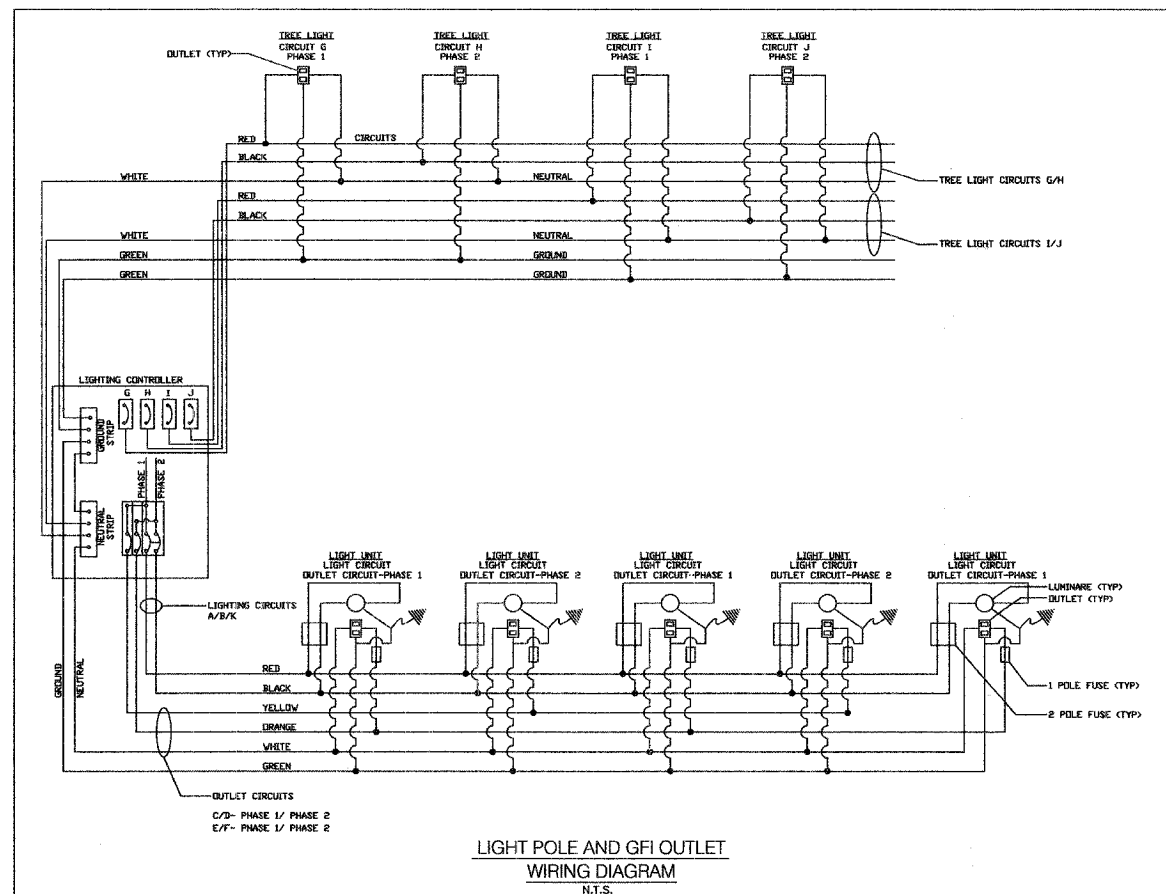 TREE LIGHT
CIRCUIT G
PHASE 1
TREE LIGHT
CIRCUIT H
PHASE 2
TREE LIGHT
CIRCUIT I
PHASE 1
TREE LIGHT
CIRCUIT J
PHASE 2
OUTLET (TYP)
RED
CIRCUITS
BLACK
WHITE
NEUTRAL
TREE LIGHT CIRCUITS G/H
RED
BLACK
WHITE
NEUTRAL
TREE LIGHT CIRCUITS I/J
GREEN
GROUND
GREEN
GROUND
LIGHTING CONTROLLER
G H I J
GROUND
STRIP
PHASE 1
PHASE 2
NEUTRAL
STRIP
LIGHT UNIT
LIGHT CIRCUIT
OUTLET CIRCUIT-PHASE 1
LIGHT UNIT
LIGHT CIRCUIT
OUTLET CIRCUIT-PHASE 2
LIGHT UNIT
LIGHT CIRCUIT
OUTLET CIRCUIT-PHASE 1
LIGHT UNIT
LIGHT CIRCUIT
OUTLET CIRCUIT-PHASE 2
LIGHT UNIT
LIGHT CIRCUIT
OUTLET CIRCUIT-PHASE 1
LUMINARE (TYP)
OUTLET (TYP)
LIGHTING CIRCUITS
A/B/K
GROUND
NEUTRAL
RED
BLACK
YELLOW
ORANGE
WHITE
GREEN
1 POLE FUSE (TYP)
2 POLE FUSE (TYP)
OUTLET CIRCUITS
C/D- PHASE 1/ PHASE 2
E/F- PHASE 1/ PHASE 2
LIGHT POLE AND GFI OUTLET
WIRING DIAGRAM
N.T.S.